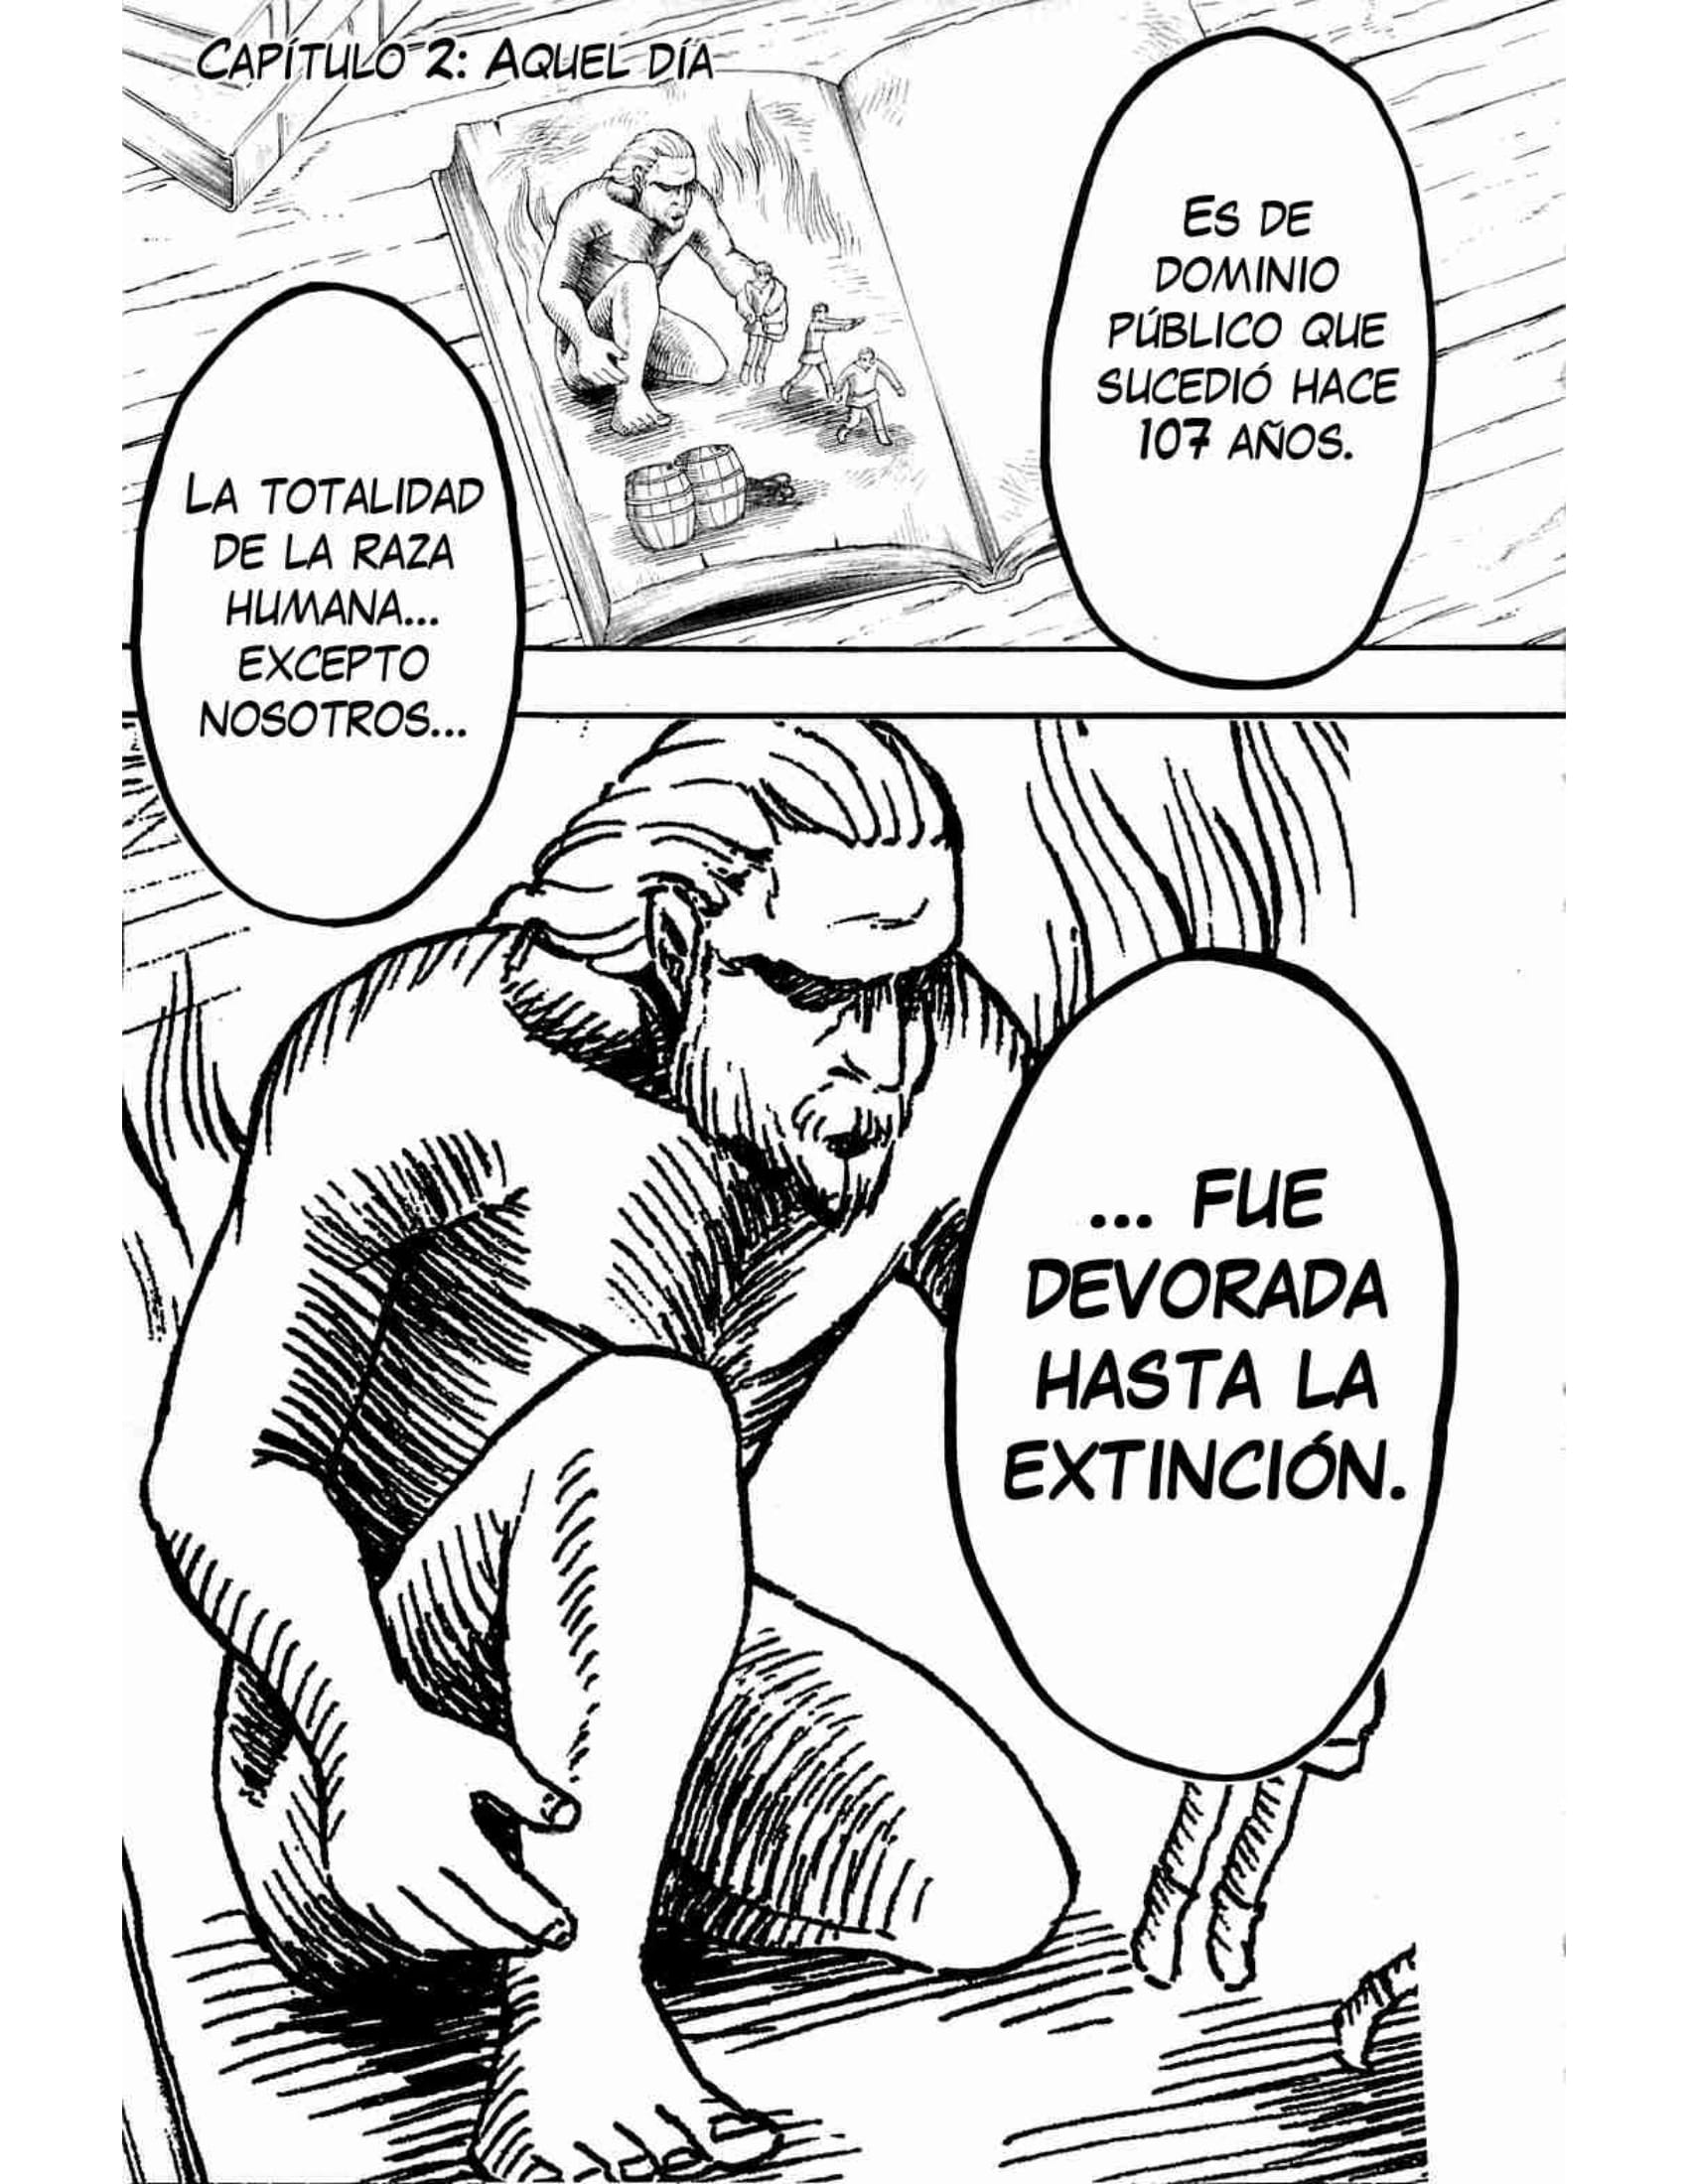 CAPÍTULO 2: AQUEL DÍA
ES DE
DOMINIO
PÚBLICO QUE
SUCEDIÓ HACE
107 AÑOS.
LA TOTALIDAD
DE LA RAZA
HUMANA...
EXCEPTO
NOSOTROS...
... FUE
DEVORADA
HASTA LA
EXTINCIÓN.